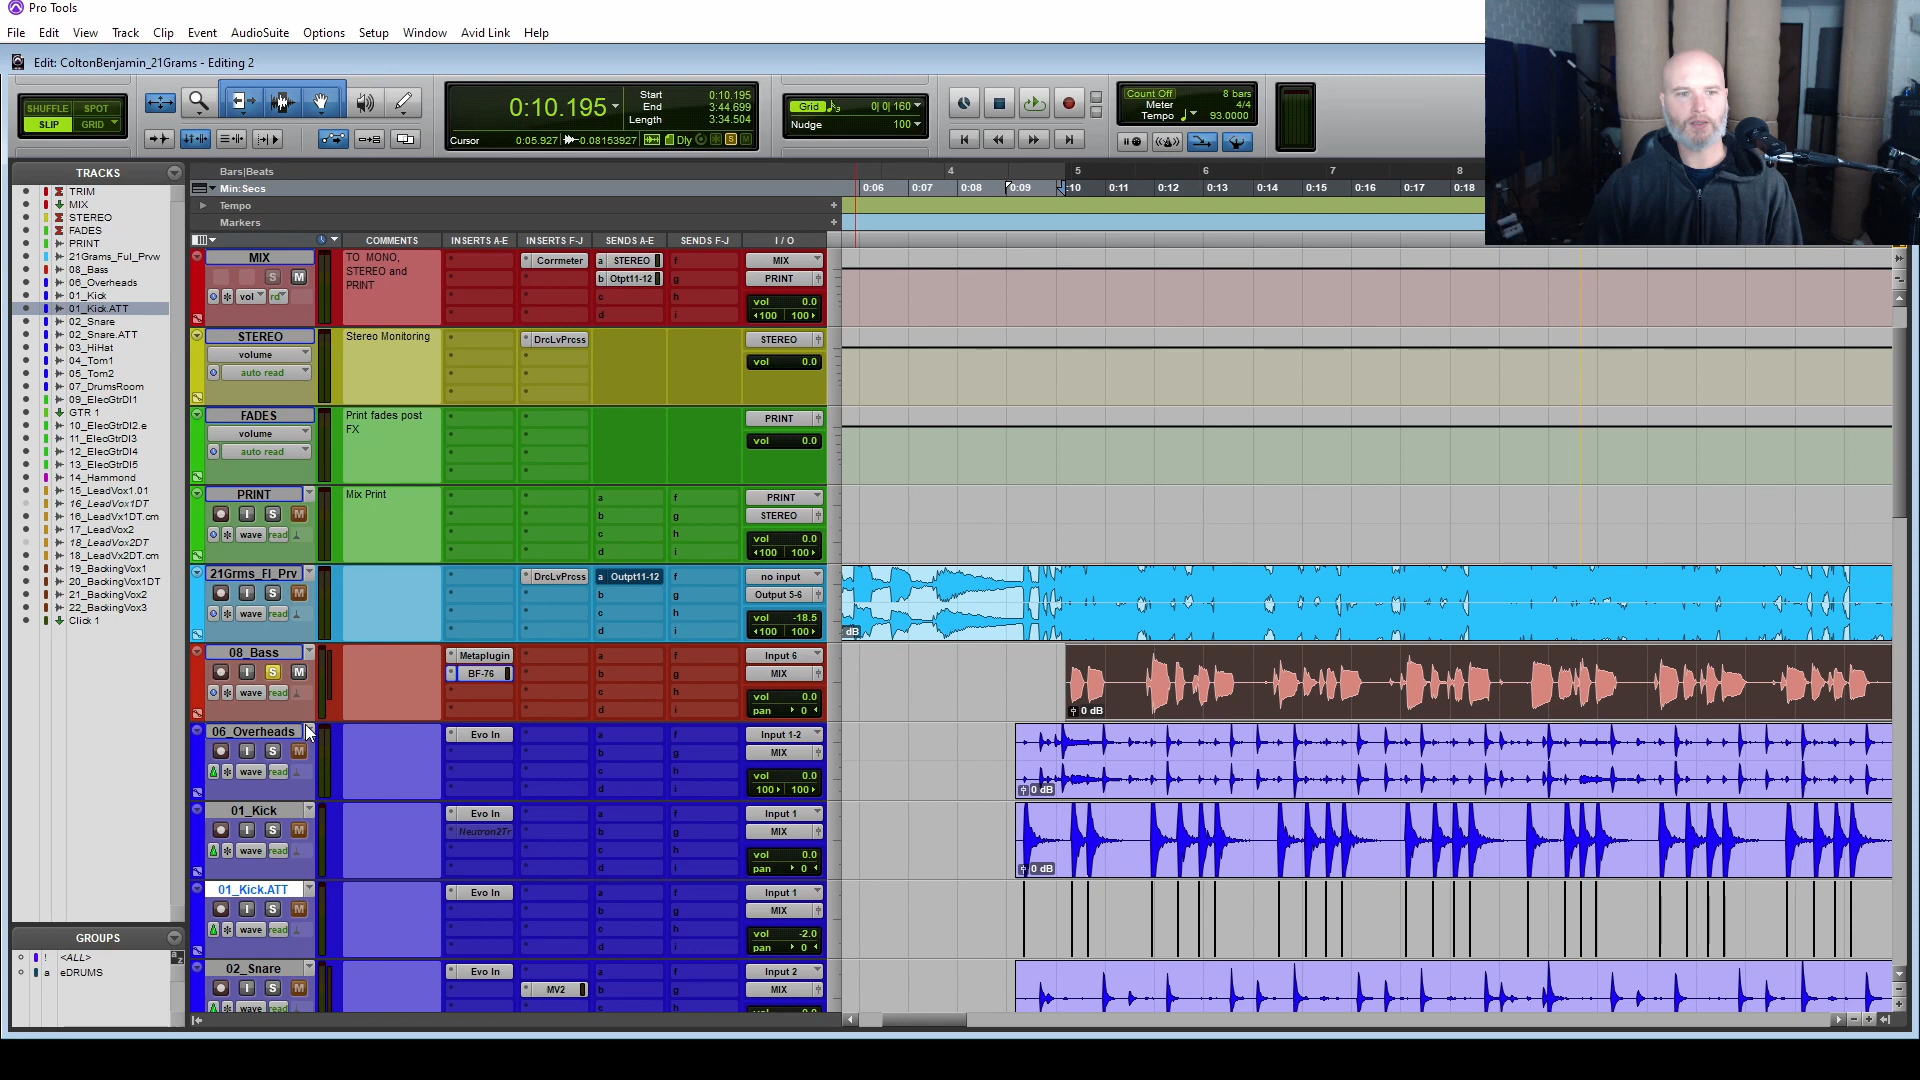 Pro Tools
File Edit View Track Clip Event AudioSuite Options Setup Window Avid Link Help
Edit: ColtonBenjamin_21Grams - Editing 2
SHUFFLE SPOT
SLIP GRID
0:10.195
Start 0:10.195
End 3:44.699
Length 3:34.504
Cursor 0:05.927 -0.08153927 Dly
Grid 0| 0| 160
Nudge 100
Count Off 8 bars
Meter 4/4
Tempo 93.0000
TRACKS
TRIM
MIX
STEREO
FADES
PRINT
21Grams_Ful_Prvw
08_Bass
06_Overheads
01_Kick
01_Kick.ATT
02_Snare
02_Snare.ATT
03_HiHat
04_Tom1
05_Tom2
07_DrumsRoom
09_ElecGtrDI1
GTR 1
10_ElecGtrDI2.e
11_ElecGtrDI3
12_ElecGtrDI4
13_ElecGtrDI5
14_Hammond
15_LeadVox1.01
16_LeadVox1DT
16_LeadVx1DT.cm
17_LeadVox2
18_LeadVox2DT
18_LeadVx2DT.cm
19_BackingVox1
20_BackingVox1DT
21_BackingVox2
22_BackingVox3
Click 1
GROUPS
! <ALL>
a eDRUMS
Bars|Beats 4 5 6 7 8
Min:Secs 0:06 0:07 0:08 0:09 :10 0:11 0:12 0:13 0:14 0:15 0:16 0:17 0:18
Tempo
Markers
COMMENTS INSERTS A-E INSERTS F-J SENDS A-E SENDS F-J I / O
MIX TO MONO, STEREO and PRINT Corrmeter a STEREO f MIX
S M b Otpt11-12 g PRINT
vol rd c h vol 0.0
d i 100 100
STEREO Stereo Monitoring DrcLvPrcss STEREO
volume vol 0.0
auto read
FADES Print fades post FX PRINT
volume vol 0.0
auto read
PRINT Mix Print a f PRINT
I S M b g STEREO
wave read c h vol 0.0
d i 100 100
21Grms_Fl_Prv DrcLvPrcss a Outpt11-12 f no input
I S M b g Output 5-6
wave read c h vol -18.5
d i 100 100
dB
08_Bass Metaplugin a f Input 6
I S M BF-76 b g MIX
wave read c h vol 0.0
d i pan 0
0 dB
06_Overheads Evo In a f Input 1-2
I S M b g MIX
wave read c h vol 0.0
d i 100 100
0 dB
01_Kick Evo In a f Input 1
I S M Neutron2Tr b g MIX
wave read c h vol 0.0
d i pan 0
0 dB
01_Kick.ATT Evo In a f Input 1
I S M b g MIX
wave read c h vol -2.0
d i pan 0
02_Snare Evo In a f Input 2
I S M MV2 b g MIX
wave read c h